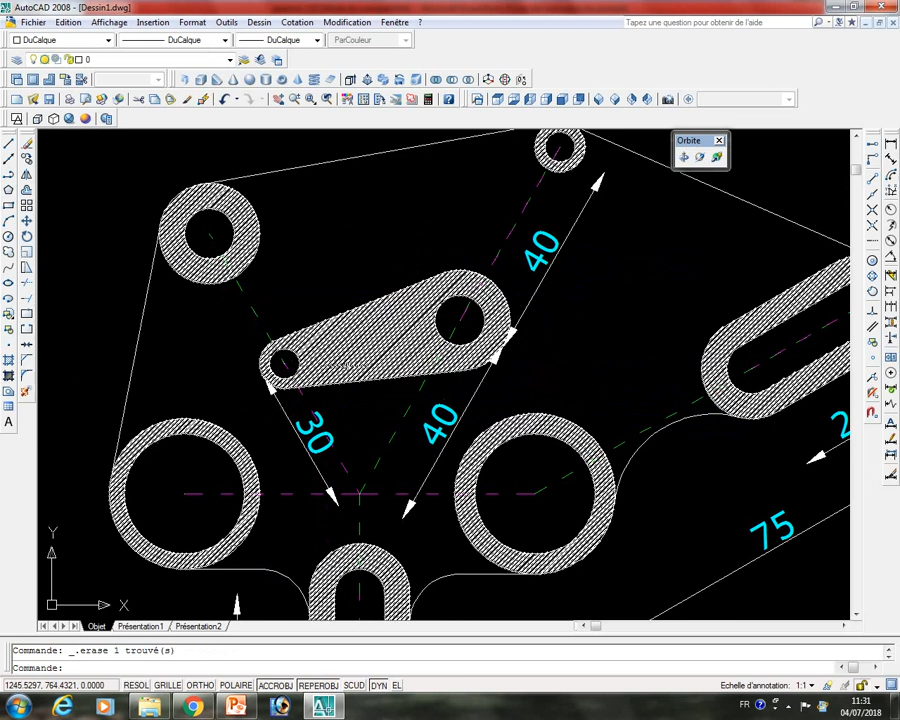 AutoCAD 2008 - [Dessin1.dwg]
Fichier Edition Affichage Insertion Format Outils Dessin Cotation Modification Fenêtre ?
Taper une question pour obtenir de l'aide
DuCalque DuCalque DuCalque ParCouleur
0
Orbite
40
30
40
2
75
Y
X
Objet Présentation1 Présentation2
Commande: _.erase 1 trouvé(s)
Commande:
1245.5297, 764.4321, 0.0000 RESOL GRILLE ORTHO POLAIRE ACCROBJ REPEROBJ SCUD DYN EL
Echelle d'annotation: 1:1
FR 11:31
04/07/2018